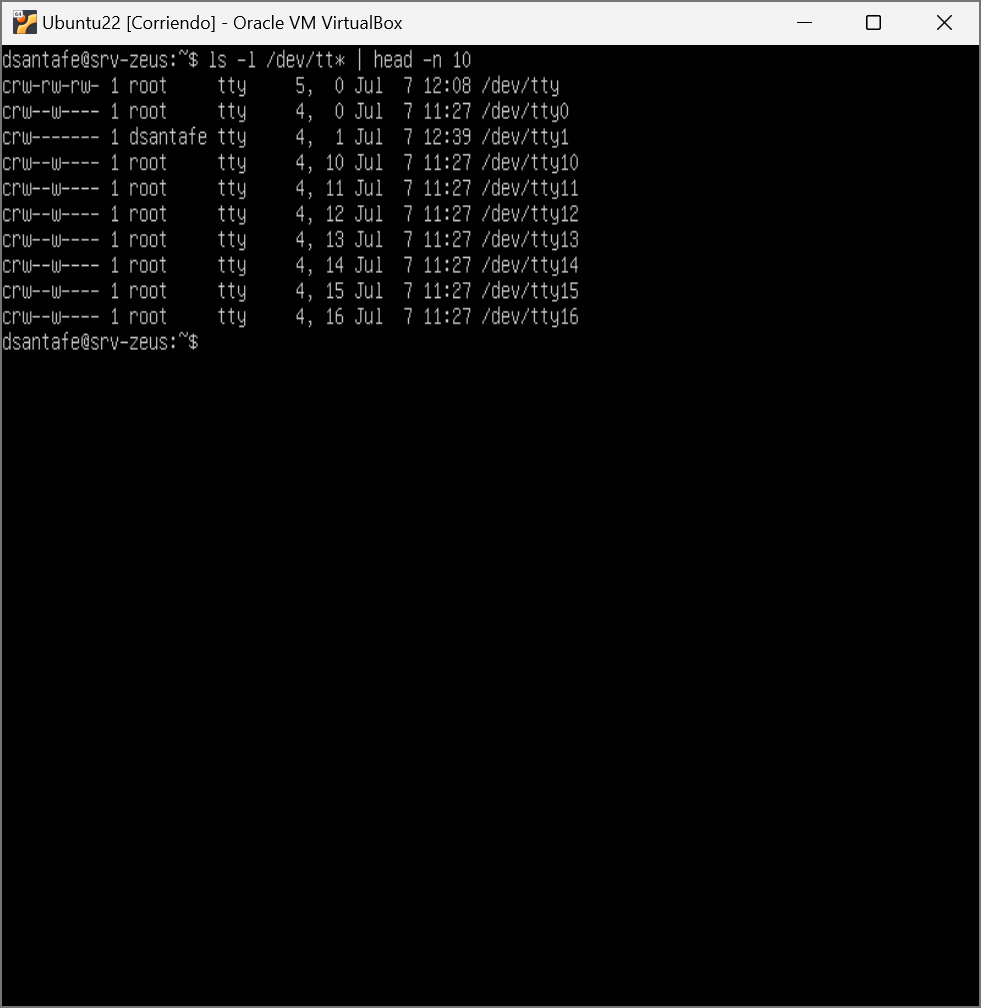 Ubuntu22 [Corriendo] - Oracle VM VirtualBox
dsantafe@srv-zeus:~$ ls -l /dev/tt* | head -n 10
crw-rw-rw- 1 root     tty     5,  0 Jul  7 12:08 /dev/tty
crw--w---- 1 root     tty     4,  0 Jul  7 11:27 /dev/tty0
crw------- 1 dsantafe tty     4,  1 Jul  7 12:39 /dev/tty1
crw--w---- 1 root     tty     4, 10 Jul  7 11:27 /dev/tty10
crw--w---- 1 root     tty     4, 11 Jul  7 11:27 /dev/tty11
crw--w---- 1 root     tty     4, 12 Jul  7 11:27 /dev/tty12
crw--w---- 1 root     tty     4, 13 Jul  7 11:27 /dev/tty13
crw--w---- 1 root     tty     4, 14 Jul  7 11:27 /dev/tty14
crw--w---- 1 root     tty     4, 15 Jul  7 11:27 /dev/tty15
crw--w---- 1 root     tty     4, 16 Jul  7 11:27 /dev/tty16
dsantafe@srv-zeus:~$